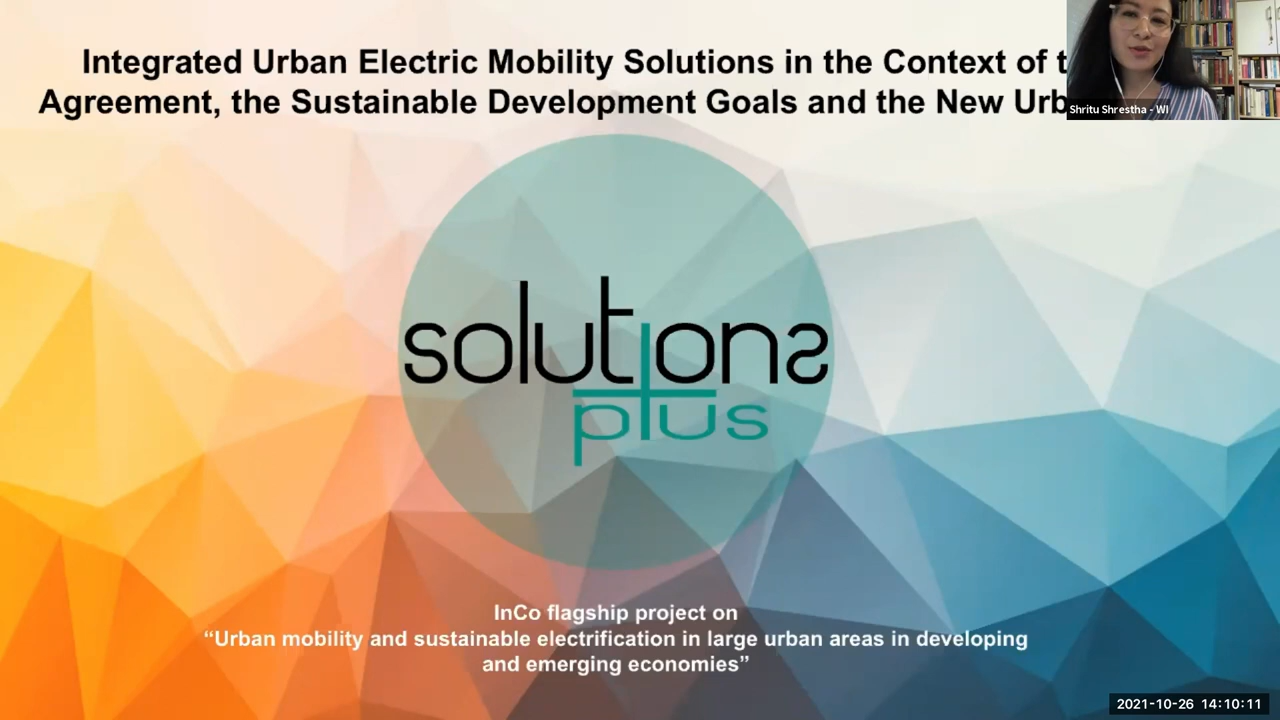 Integrated Urban Electric Mobility Solutions in the Context of t
Agreement, the Sustainable Development Goals and the New Urb
Shritu Shrestha - WI
solutions
plus
InCo flagship project on
“Urban mobility and sustainable electrification in large urban areas in developing
and emerging economies”
2021-10-26 14:10:11